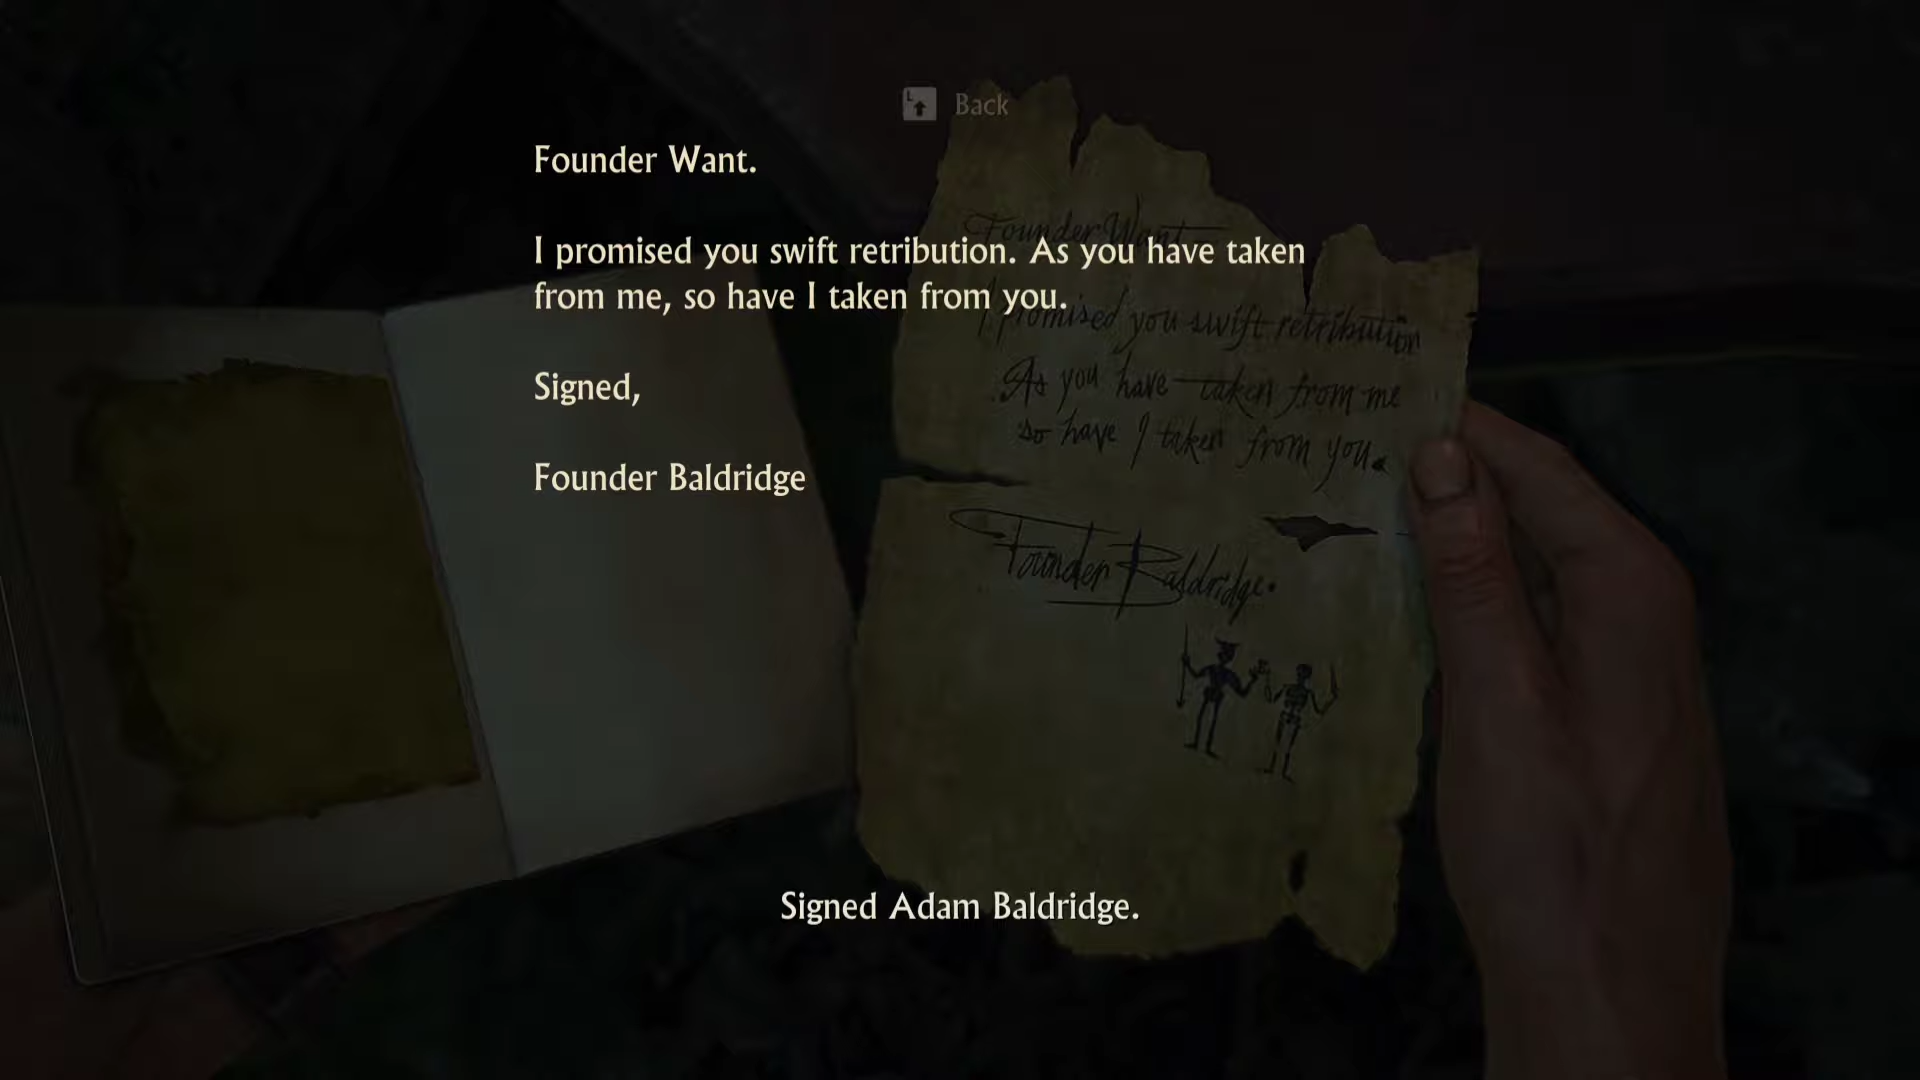 Back
Founder Want.
I promised you swift retribution. As you have taken
from me, so have I taken from you.
Signed,
Founder Baldridge
Founder Want
I promised you swift retribution
As you have taken from me
so have I taken from you.
Founder Baldridge.
Signed Adam Baldridge.